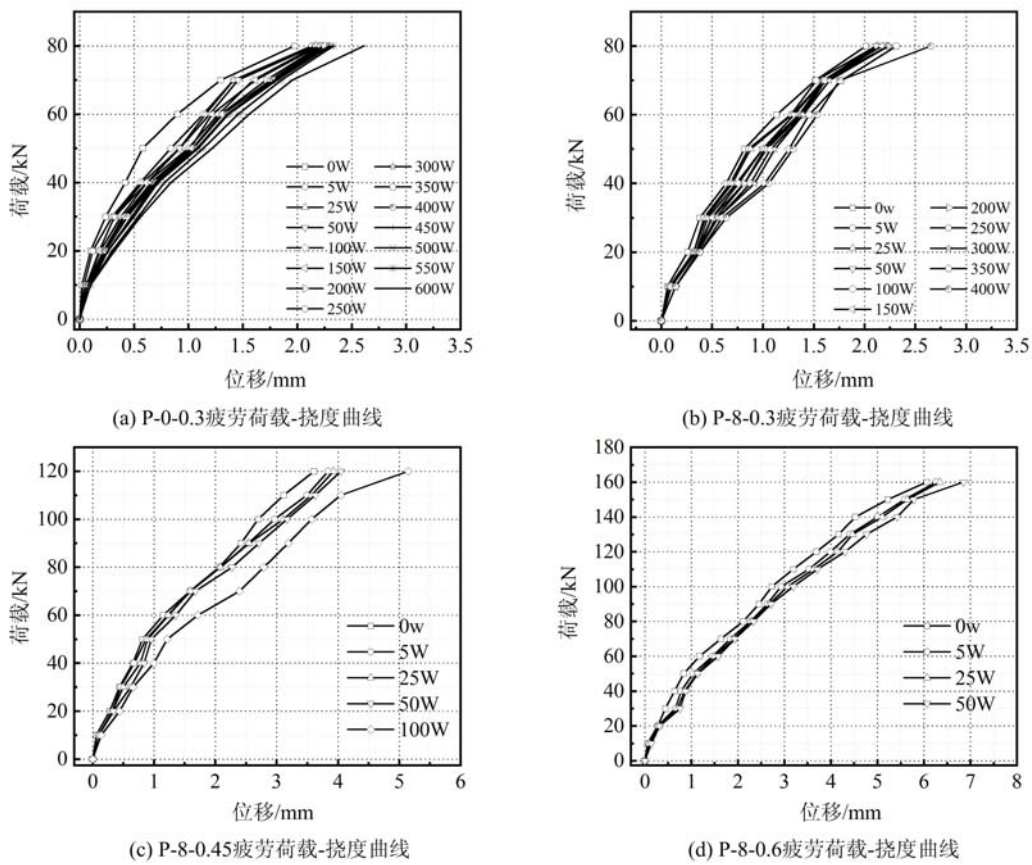 80
60
40
20
0
荷载/kN
0W
5W
25W
50W
100W
150W
200W
250W
300W
350W
400W
450W
500W
550W
600W
0.0 0.5 1.0 1.5 2.0 2.5 3.0 3.5
位移/mm
(a) P-0-0.3疲劳荷载-挠度曲线
80
60
40
20
0
荷载/kN
0w
5W
25W
50W
100W
150W
200W
250W
300W
350W
400W
0.0 0.5 1.0 1.5 2.0 2.5 3.0 3.5
位移/mm
(b) P-8-0.3疲劳荷载-挠度曲线
120
100
80
60
40
20
0
荷载/kN
0w
5W
25W
50W
100W
0 1 2 3 4 5 6
位移/mm
(c) P-8-0.45疲劳荷载-挠度曲线
180
160
140
120
100
80
60
40
20
0
荷载/kN
0w
5W
25W
50W
0 1 2 3 4 5 6 7 8
位移/mm
(d) P-8-0.6疲劳荷载-挠度曲线